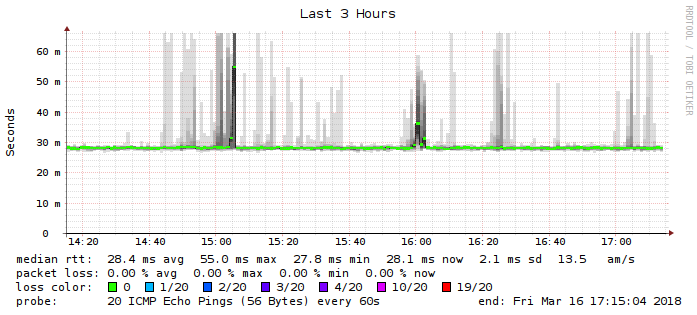 Last 3 Hours
RRDTOOL / TOBI OETIKER
Seconds
60 m
50 m
40 m
30 m
20 m
10 m
0
14:20 14:40 15:00 15:20 15:40 16:00 16:20 16:40 17:00
median rtt: 28.4 ms avg 55.0 ms max 27.8 ms min 28.1 ms now 2.1 ms sd 13.5 am/s
packet loss: 0.00 % avg 0.00 % max 0.00 % min 0.00 % now
loss color: 0 1/20 2/20 3/20 4/20 10/20 19/20
probe: 20 ICMP Echo Pings (56 Bytes) every 60s end: Fri Mar 16 17:15:04 2018